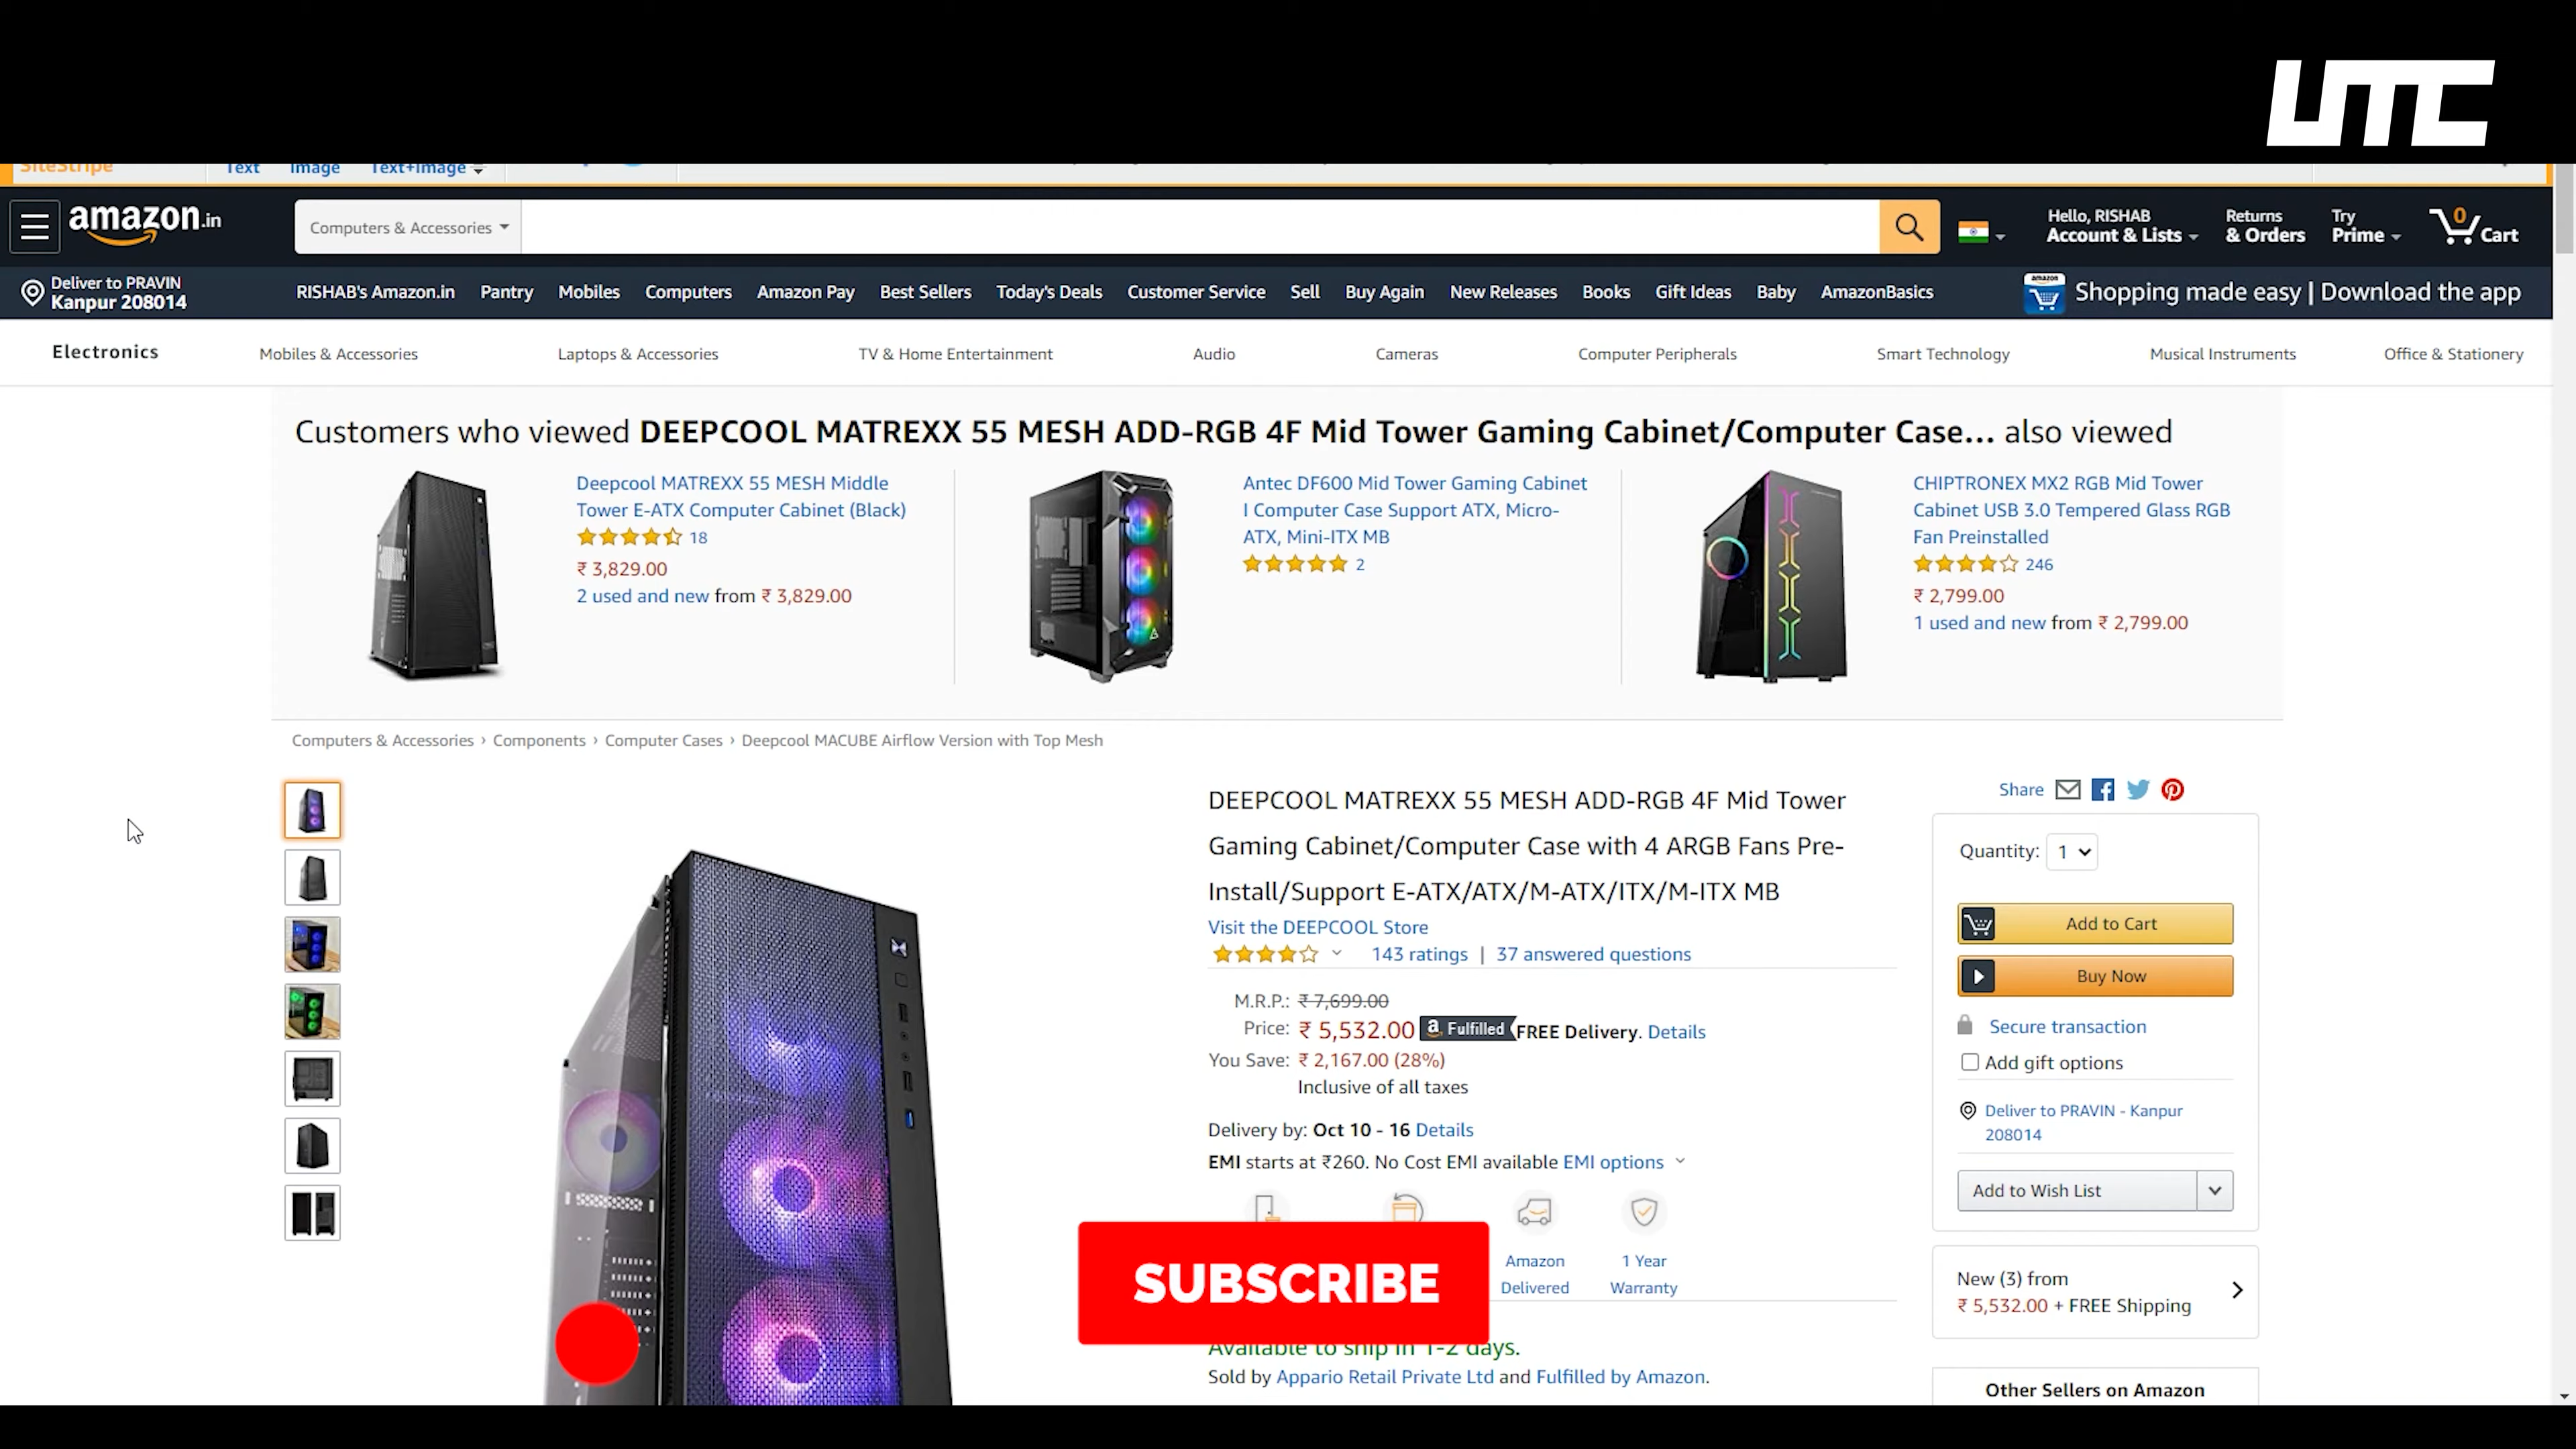 UTC
SiteStripe Text Image Text+Image
amazon.in
Computers & Accessories
Hello, RISHAB
Account & Lists
Returns
& Orders
Try
Prime
0
Cart
Deliver to PRAVIN
Kanpur 208014
RISHAB's Amazon.in Pantry Mobiles Computers Amazon Pay Best Sellers Today's Deals Customer Service Sell Buy Again New Releases Books Gift Ideas Baby AmazonBasics
amazon
Shopping made easy | Download the app
Electronics Mobiles & Accessories Laptops & Accessories TV & Home Entertainment Audio Cameras Computer Peripherals Smart Technology Musical Instruments Office & Stationery
Customers who viewed DEEPCOOL MATREXX 55 MESH ADD-RGB 4F Mid Tower Gaming Cabinet/Computer Case... also viewed
Deepcool MATREXX 55 MESH Middle
Tower E-ATX Computer Cabinet (Black)
18
₹ 3,829.00
2 used and new from ₹ 3,829.00
Antec DF600 Mid Tower Gaming Cabinet
I Computer Case Support ATX, Micro-
ATX, Mini-ITX MB
2
CHIPTRONEX MX2 RGB Mid Tower
Cabinet USB 3.0 Tempered Glass RGB
Fan Preinstalled
246
₹ 2,799.00
1 used and new from ₹ 2,799.00
Computers & Accessories › Components › Computer Cases › Deepcool MACUBE Airflow Version with Top Mesh
DEEPCOOL MATREXX 55 MESH ADD-RGB 4F Mid Tower
Gaming Cabinet/Computer Case with 4 ARGB Fans Pre-
Install/Support E-ATX/ATX/M-ATX/ITX/M-ITX MB
Visit the DEEPCOOL Store
143 ratings | 37 answered questions
M.R.P.: ₹ 7,699.00
Price: ₹ 5,532.00 a Fulfilled FREE Delivery. Details
You Save: ₹ 2,167.00 (28%)
Inclusive of all taxes
Delivery by: Oct 10 - 16 Details
EMI starts at ₹260. No Cost EMI available EMI options
Amazon
Delivered
1 Year
Warranty
SUBSCRIBE
Available to ship in 1-2 days.
Sold by Appario Retail Private Ltd and Fulfilled by Amazon.
Share
Quantity: 1
Add to Cart
Buy Now
Secure transaction
Add gift options
Deliver to PRAVIN - Kanpur
208014
Add to Wish List
New (3) from
₹ 5,532.00 + FREE Shipping
Other Sellers on Amazon